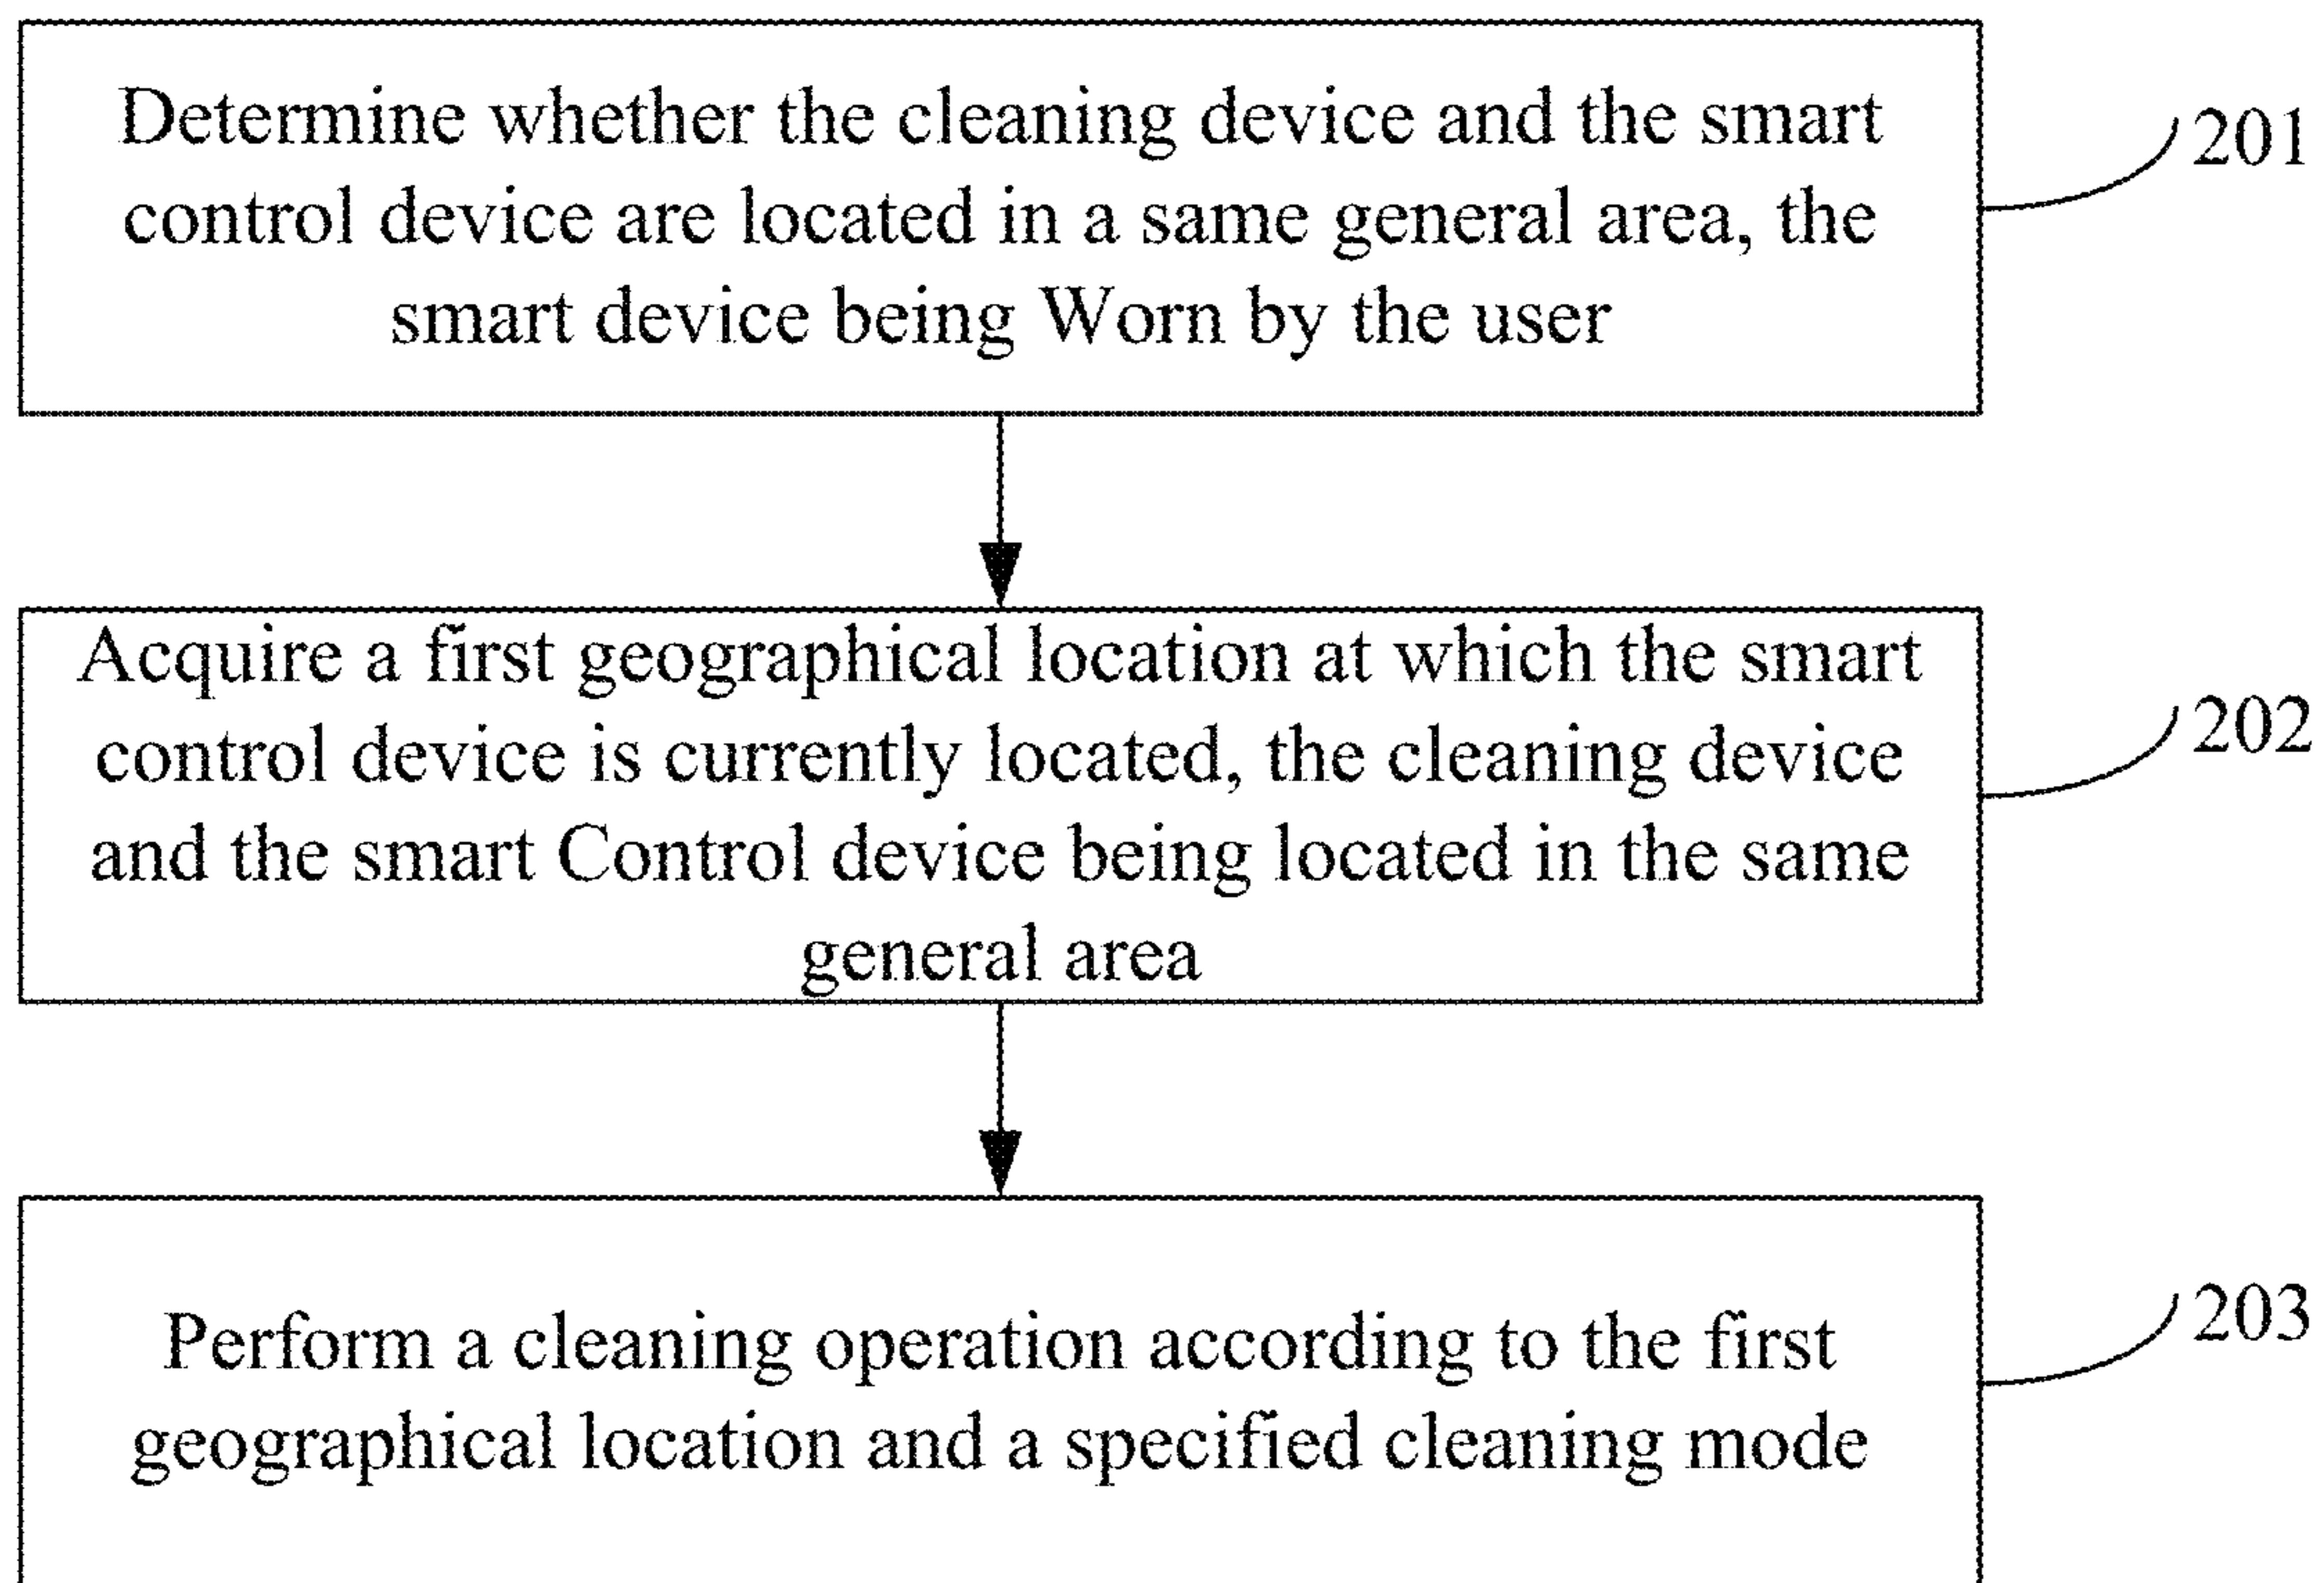 Determine whether the cleaning device and the smart
control device are located in a same general area, the
smart device being Worn by the user
201
Acquire a first geographical location at which the smart
control device is currently located, the cleaning device
and the smart Control device being located in the same
general area
202
Perform a cleaning operation according to the first
geographical location and a specified cleaning mode
203